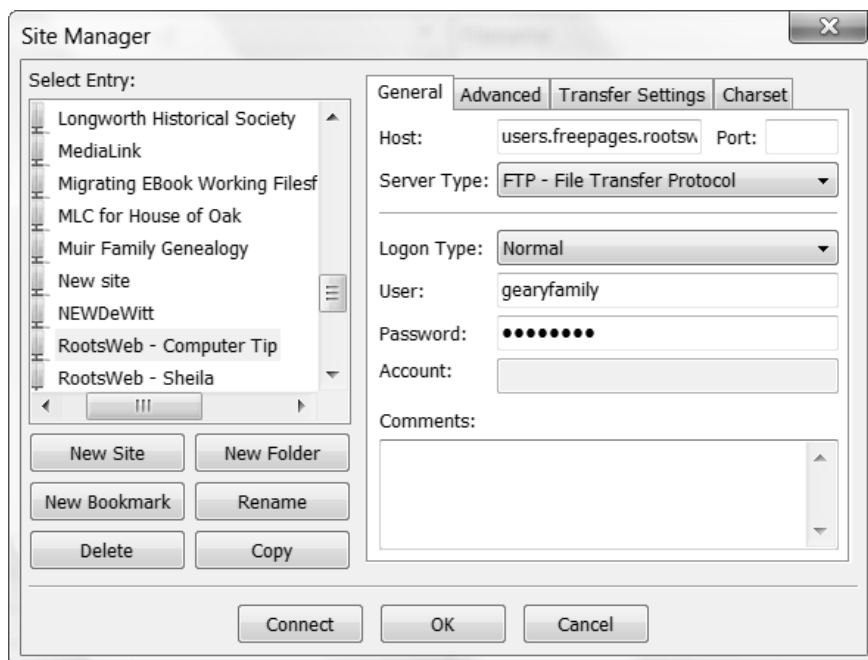 Site Manager
Select Entry:
Longworth Historical Society
MediaLink
Migrating EBook Working Filesf
MLC for House of Oak
Muir Family Genealogy
New site
NEWDeWitt
RootsWeb - Computer Tip
RootsWeb - Sheila
New Site New Folder
New Bookmark Rename
Delete Copy
General Advanced Transfer Settings Charset
Host: users.freepages.rootsw Port:
Server Type: FTP - File Transfer Protocol
Logon Type: Normal
User: gearyfamily
Password: ●●●●●●●●
Account:
Comments:
Connect OK Cancel